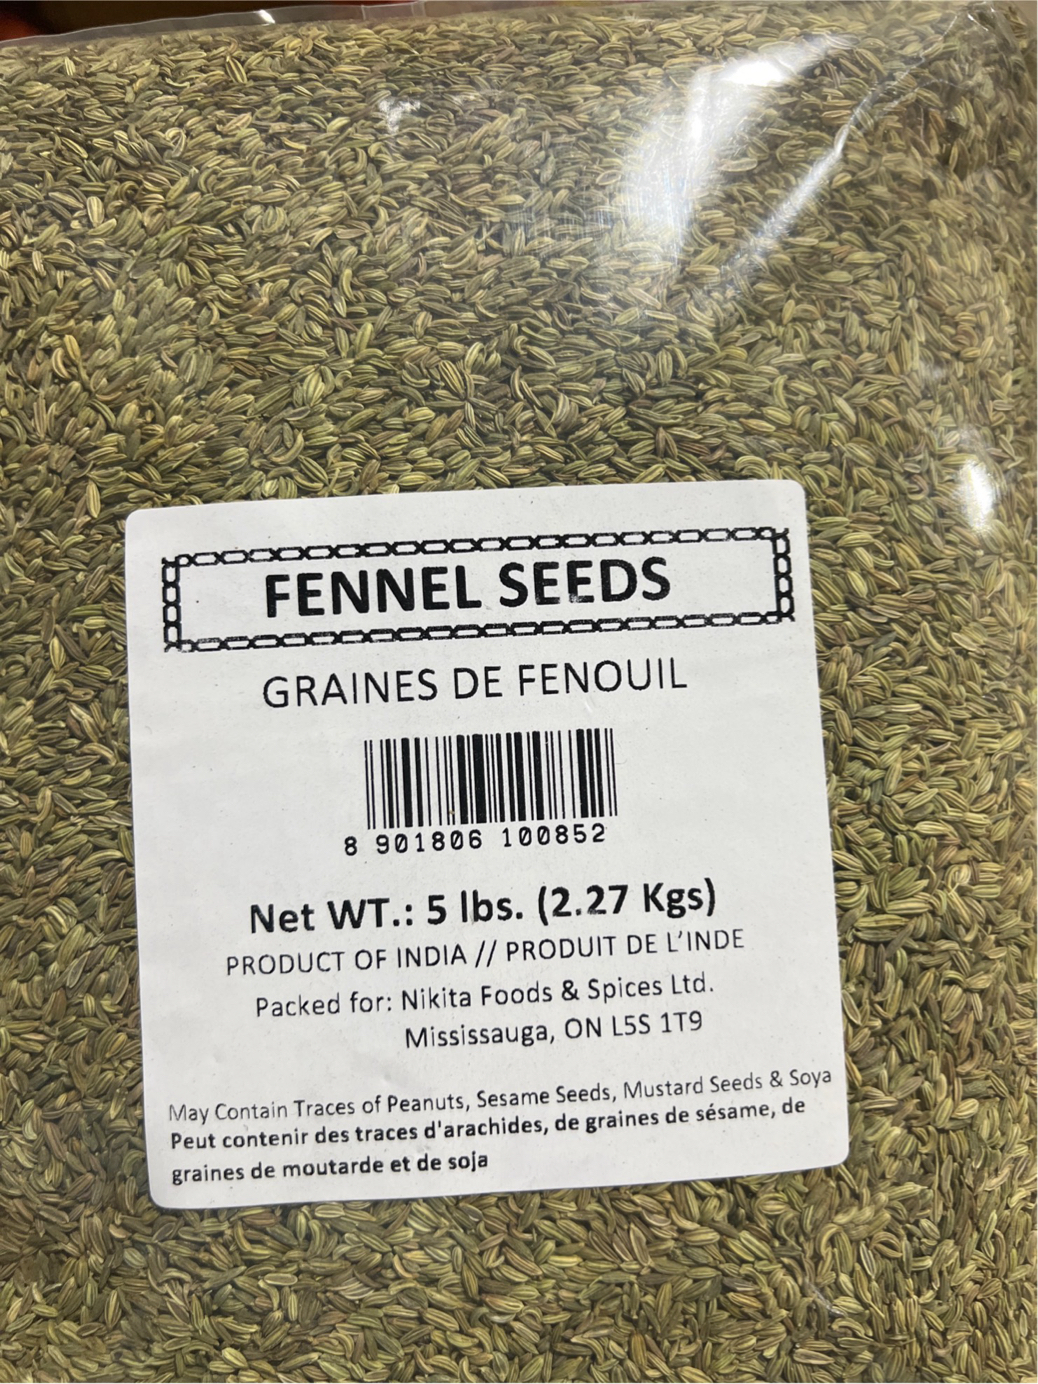 FENNEL SEEDS
GRAINES DE FENOUIL
8 901806 100852
Net WT.: 5 lbs. (2.27 Kgs)
PRODUCT OF INDIA // PRODUIT DE L'INDE
Packed for: Nikita Foods & Spices Ltd.
Mississauga, ON L5S 1T9
May Contain Traces of Peanuts, Sesame Seeds, Mustard Seeds & Soya
Peut contenir des traces d'arachides, de graines de sésame, de
graines de moutarde et de soja